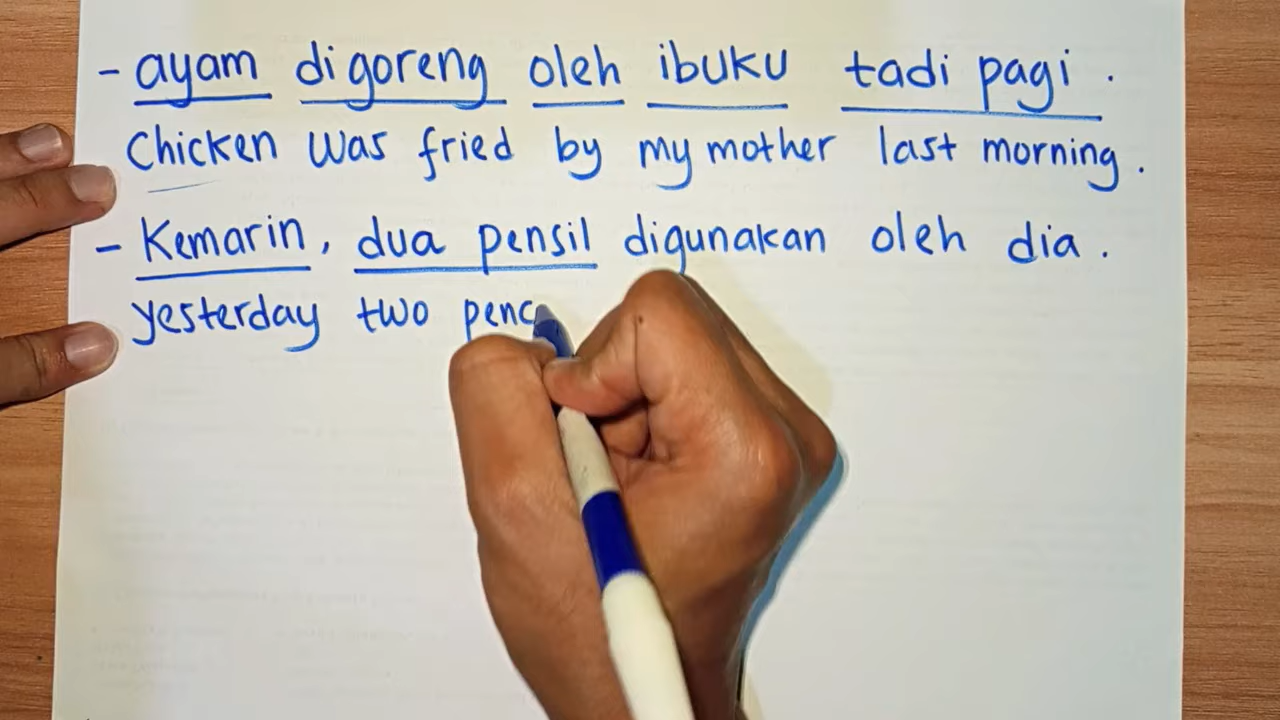 - ayam digoreng oleh ibuku tadi pagi.
Chicken was fried by my mother last morning.
- Kemarin, dua pensil digunakan oleh dia.
yesterday two penc